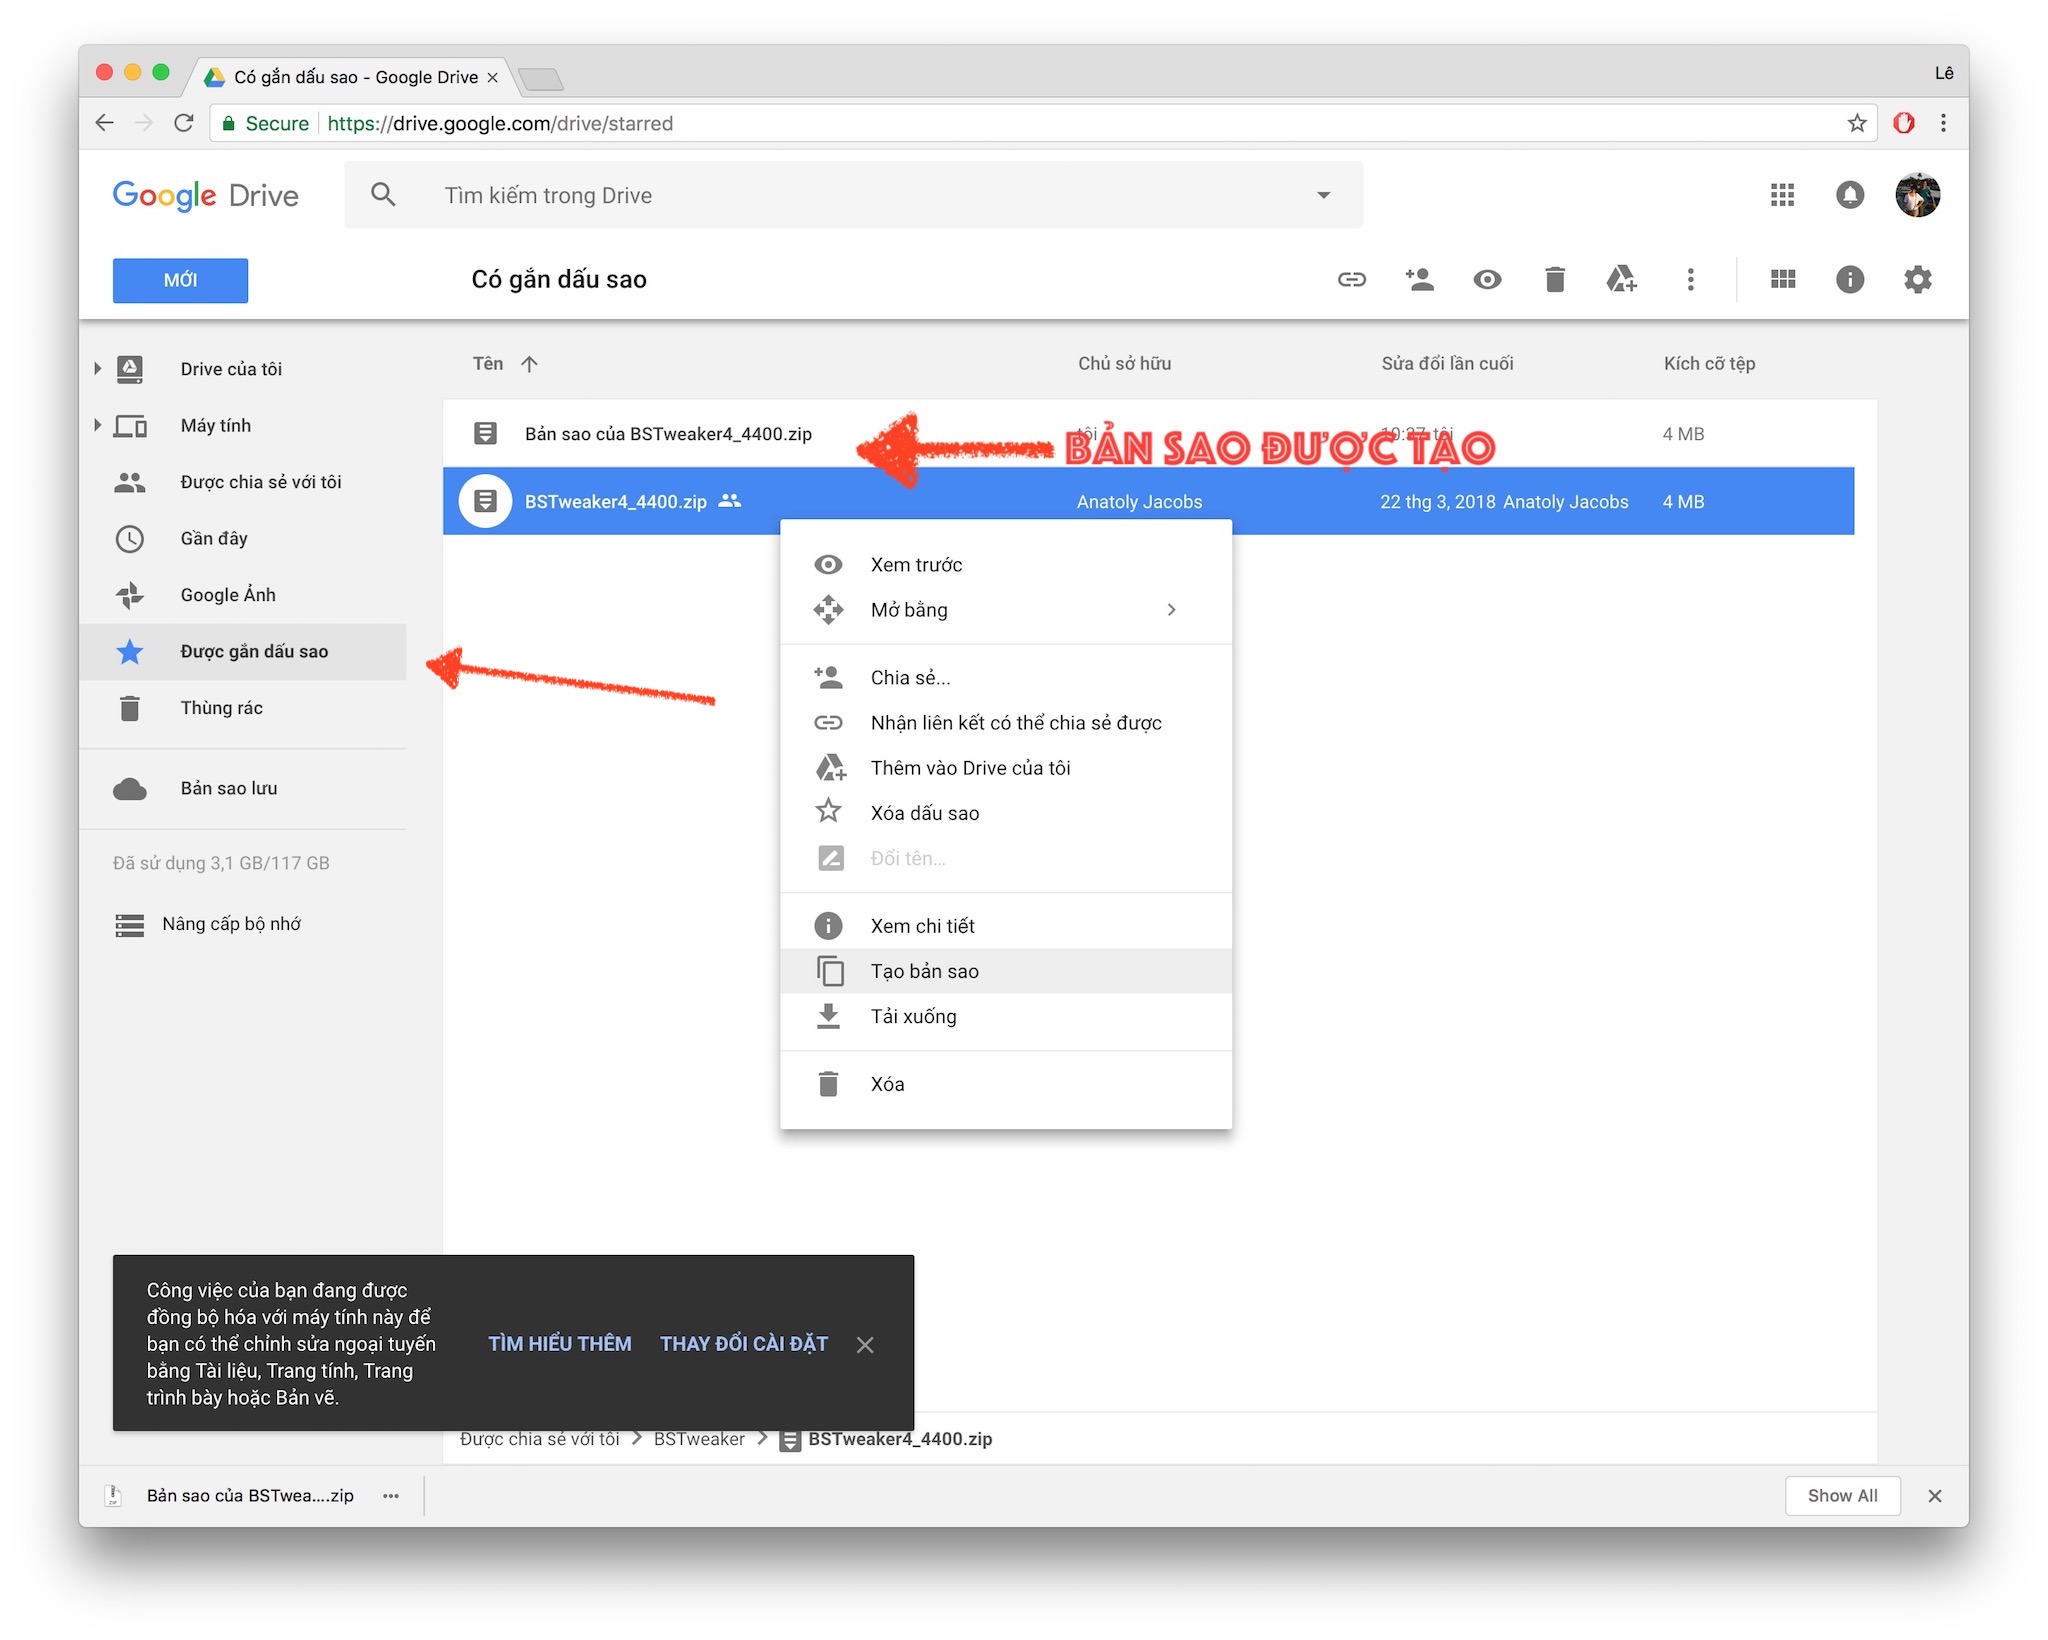 Có gắn dấu sao - Google Drive
Lê
Secure https://drive.google.com/drive/starred
Google Drive
Tìm kiếm trong Drive
MỚI
Có gắn dấu sao
Drive của tôi
Máy tính
Được chia sẻ với tôi
Gần đây
Google Ảnh
Được gắn dấu sao
Thùng rác
Bản sao lưu
Đã sử dụng 3,1 GB/117 GB
Nâng cấp bộ nhớ
Tên Chủ sở hữu Sửa đổi lần cuối Kích cỡ tệp
Bản sao của BSTweaker4_4400.zip tôi 10:27 tôi 4 MB
BẢN SAO ĐƯỢC TẠO
BSTweaker4_4400.zip Anatoly Jacobs 22 thg 3, 2018 Anatoly Jacobs 4 MB
Xem trước
Mở bằng
Chia sẻ...
Nhận liên kết có thể chia sẻ được
Thêm vào Drive của tôi
Xóa dấu sao
Đổi tên...
Xem chi tiết
Tạo bản sao
Tải xuống
Xóa
Công việc của bạn đang được
đồng bộ hóa với máy tính này để
bạn có thể chỉnh sửa ngoại tuyến
bằng Tài liệu, Trang tính, Trang
trình bày hoặc Bản vẽ.
TÌM HIỂU THÊM THAY ĐỔI CÀI ĐẶT
Được chia sẻ với tôi BSTweaker BSTweaker4_4400.zip
Bản sao của BSTwea....zip
Show All